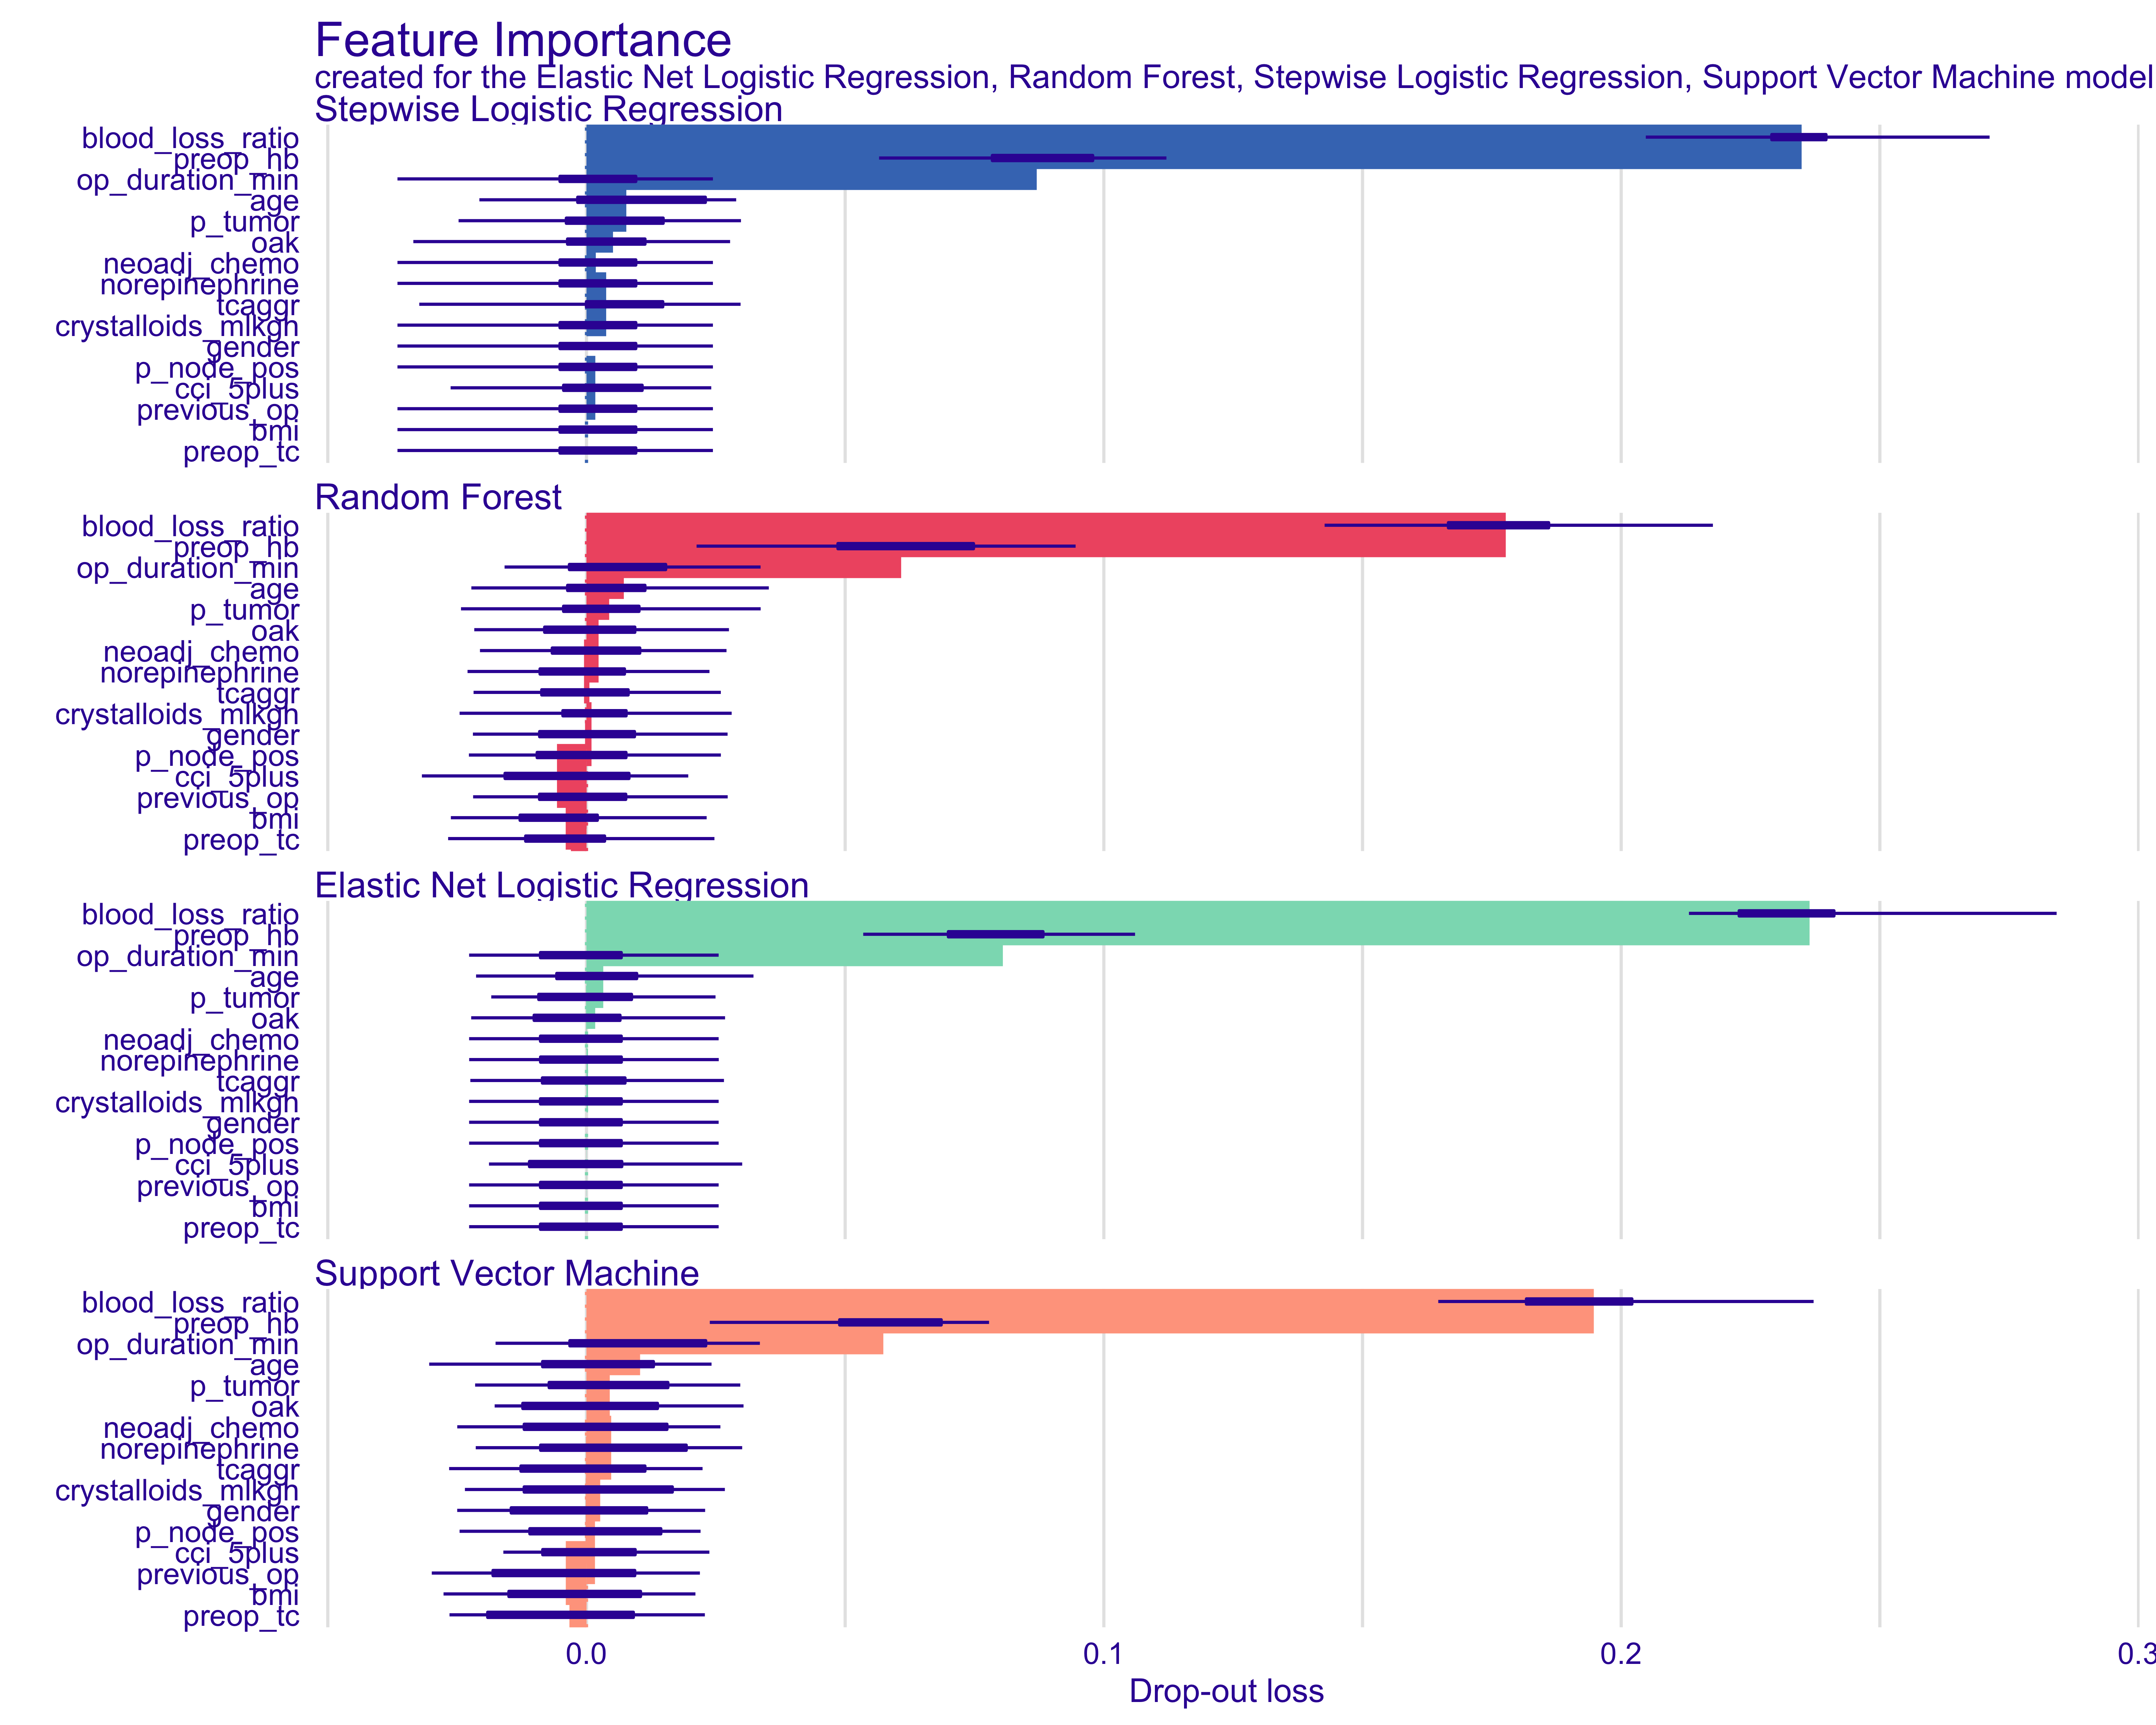 Feature Importance
created for the Elastic Net Logistic Regression, Random Forest, Stepwise Logistic Regression, Support Vector Machine model
Stepwise Logistic Regression
blood_loss_ratio
preop_hb
op_duration_min
age
p_tumor
oak
neoadj_chemo
norepinephrine
tcaggr
crystalloids_mlkgh
gender
p_node_pos
cci_5plus
previous_op
bmi
preop_tc
Random Forest
blood_loss_ratio
preop_hb
op_duration_min
age
p_tumor
oak
neoadj_chemo
norepinephrine
tcaggr
crystalloids_mlkgh
gender
p_node_pos
cci_5plus
previous_op
bmi
preop_tc
Elastic Net Logistic Regression
blood_loss_ratio
preop_hb
op_duration_min
age
p_tumor
oak
neoadj_chemo
norepinephrine
tcaggr
crystalloids_mlkgh
gender
p_node_pos
cci_5plus
previous_op
bmi
preop_tc
Support Vector Machine
blood_loss_ratio
preop_hb
op_duration_min
age
p_tumor
oak
neoadj_chemo
norepinephrine
tcaggr
crystalloids_mlkgh
gender
p_node_pos
cci_5plus
previous_op
bmi
preop_tc
0.0 0.1 0.2 0.3
Drop-out loss